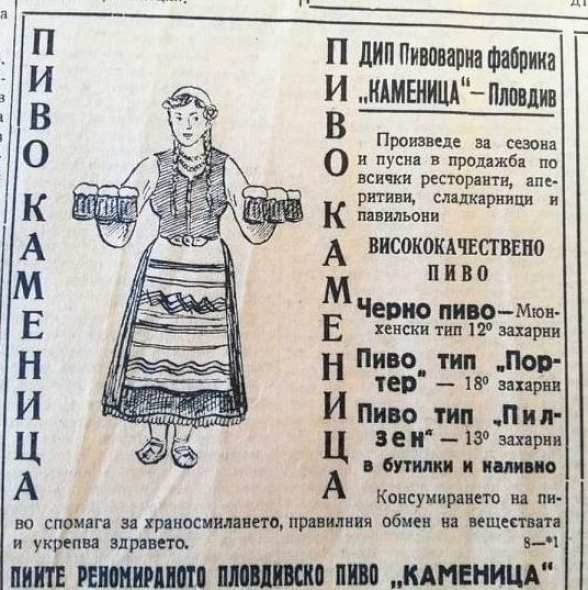 ПИВО КАМЕНИЦА
ПИВО КАМЕНИЦА
ДИП Пивоварна фабрика
„КАМЕНИЦА“ — Пловдив
Произведе за сезона
и пусна в продажба по
всички ресторанти, апе-
ритиви, сладкарници и
павильони
ВИСОКОКАЧЕСТВЕНО
ПИВО
Черно пиво — Мюн-
хенски тип 12° захарни
Пиво тип „Пор-
тер“ — 18° захарни
Пиво тип „Пил-
зен“ — 13° захарни
в бутилки и наливно
Консумирането на пи-
во спомага за храносмилането, правилния обмен на веществата
и укрепва здравето. 8—*1
ПИЙТЕ РЕНОМИРАНОТО ПЛОВДИВСКО ПИВО „КАМЕНИЦА“